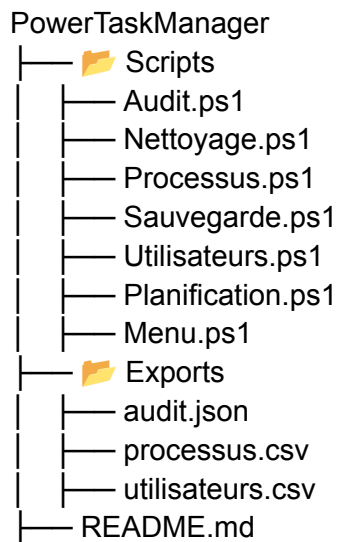 PowerTaskManager
├── 📂 Scripts
│   ├── Audit.ps1
│   ├── Nettoyage.ps1
│   ├── Processus.ps1
│   ├── Sauvegarde.ps1
│   ├── Utilisateurs.ps1
│   ├── Planification.ps1
│   ├── Menu.ps1
├── 📂 Exports
│   ├── audit.json
│   ├── processus.csv
│   ├── utilisateurs.csv
├── README.md